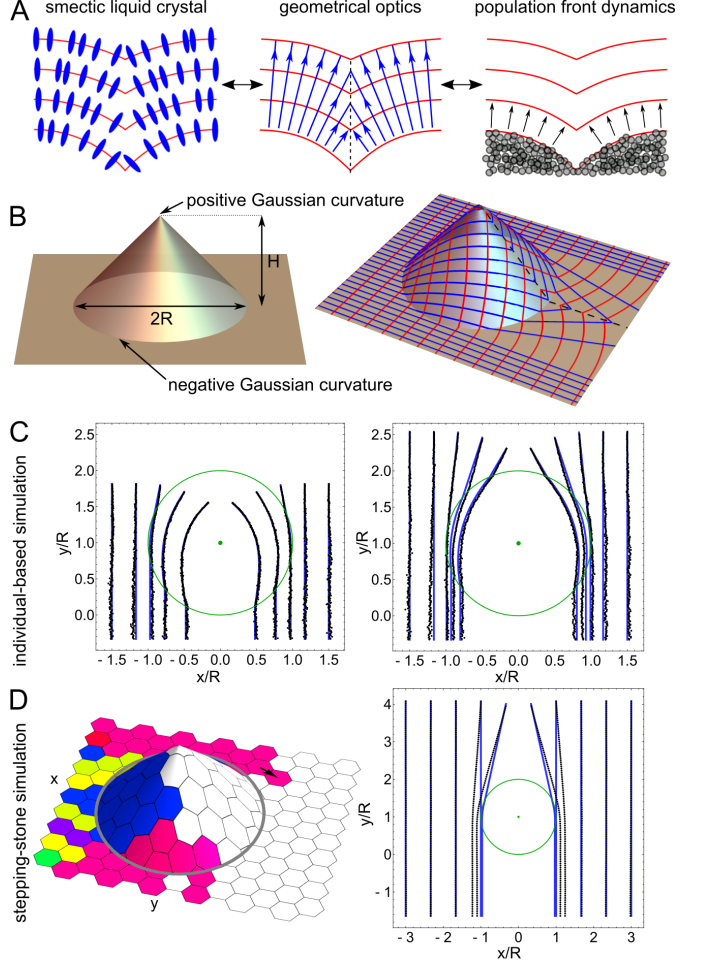 A
smectic liquid crystal
geometrical optics
population front dynamics
B
positive Gaussian curvature
H
2R
negative Gaussian curvature
C
individual-based simulation
y/R
2.5
2.0
1.5
1.0
0.5
0.0
- 1.5 - 1.0 - 0.5 0.0 0.5 1.0 1.5
x/R
y/R
2.5
2.0
1.5
1.0
0.5
0.0
- 1.5 - 1.0 - 0.5 0.0 0.5 1.0 1.5
x/R
D
stepping-stone simulation
x
y
y/R
4
3
2
1
0
- 1
- 3 - 2 - 1 0 1 2 3
x/R